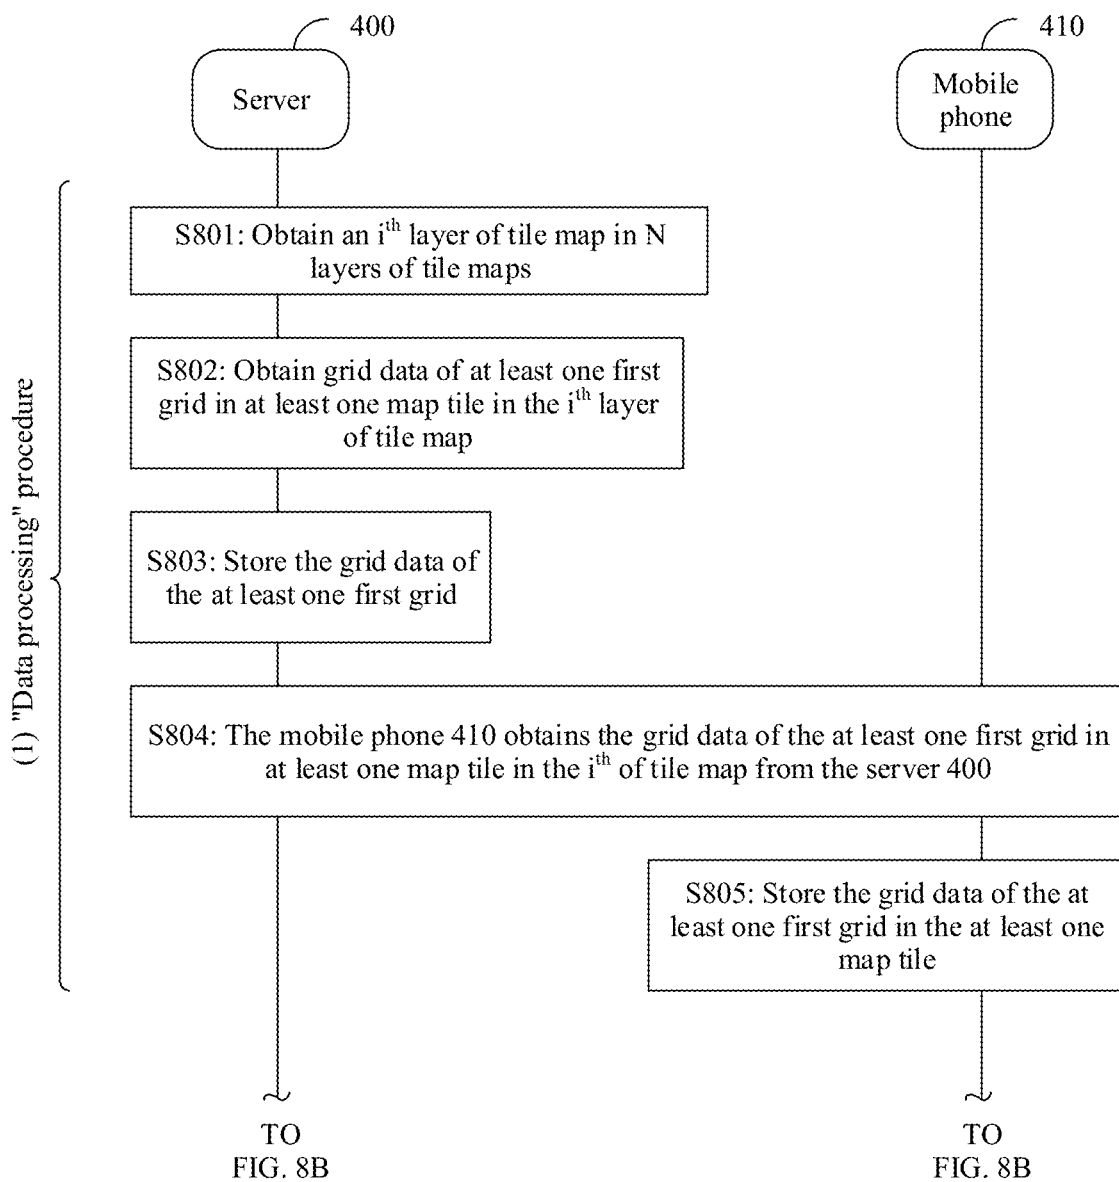 400
410
Server
Mobile
phone
(1) "Data processing" procedure
S801: Obtain an i^th layer of tile map in N
layers of tile maps
S802: Obtain grid data of at least one first
grid in at least one map tile in the i^th layer
of tile map
S803: Store the grid data of
the at least one first grid
S804: The mobile phone 410 obtains the grid data of the at least one first grid in
at least one map tile in the i^th of tile map from the server 400
S805: Store the grid data of the at
least one first grid in the at least one
map tile
TO
FIG. 8B
TO
FIG. 8B